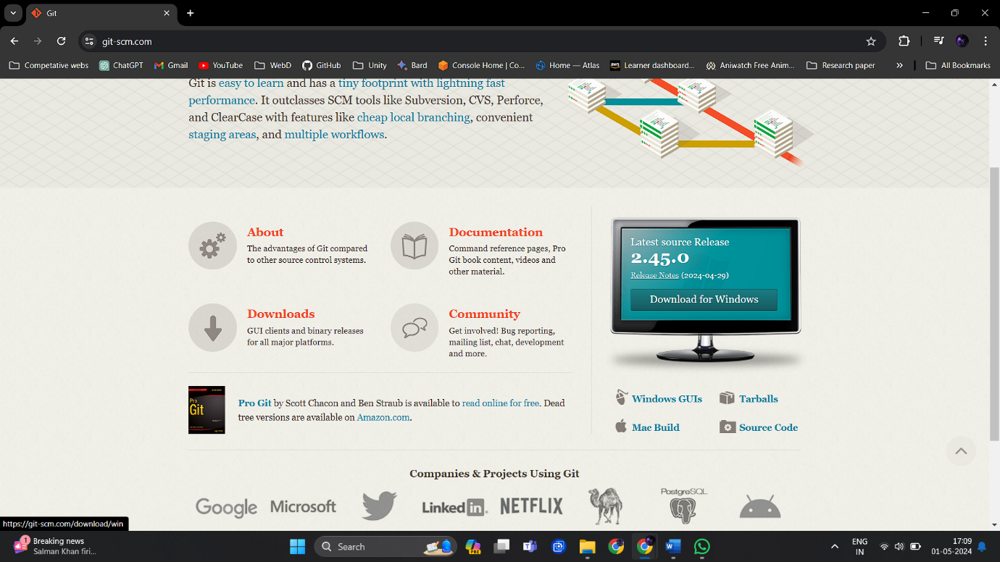 Git
git-scm.com
Competative webs
ChatGPT
Gmail
YouTube
WebD
GitHub
Unity
Bard
Console Home | Co...
Home — Atlas
aws
Learner dashboard...
Aniwatch Free Anim...
Research paper
All Bookmarks
Git is easy to learn and has a tiny footprint with lightning fast
performance. It outclasses SCM tools like Subversion, CVS, Perforce,
and ClearCase with features like cheap local branching, convenient
staging areas, and multiple workflows.
About
The advantages of Git compared
to other source control systems.
Documentation
Command reference pages, Pro
Git book content, videos and
other material.
Downloads
GUI clients and binary releases
for all major platforms.
Community
Get involved! Bug reporting,
mailing list, chat, development
and more.
Pro
Git
Pro Git by Scott Chacon and Ben Straub is available to read online for free. Dead
tree versions are available on Amazon.com.
Latest source Release
2.45.0
Release Notes (2024-04-29)
Download for Windows
Windows GUIs
Tarballs
Mac Build
Source Code
Companies & Projects Using Git
Google
Microsoft
LinkedIn
NETFLIX
PostgreSQL
https://git-scm.com/download/win
1
Breaking news
Salman Khan firi...
Search
PRE
W
ENG
IN
17:09
01-05-2024